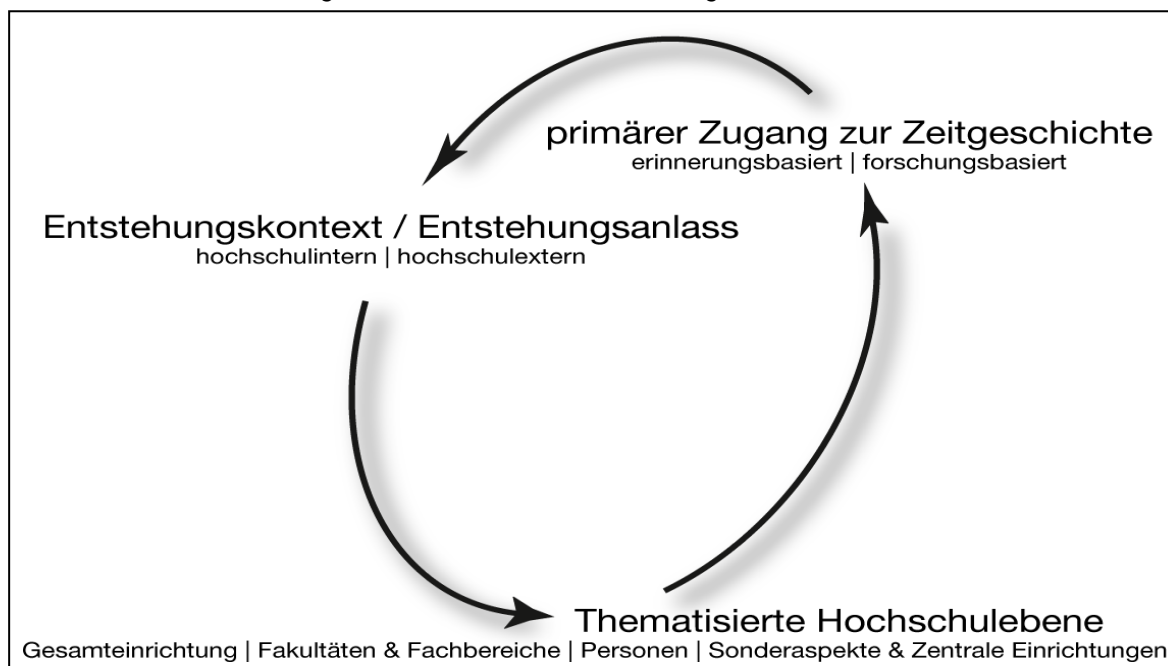 primärer Zugang zur Zeitgeschichte
erinnerungsbasiert | forschungsbasiert
Entstehungskontext / Entstehungsanlass
hochschulintern | hochschulextern
Thematisierte Hochschulebene
Gesamteinrichtung | Fakultäten & Fachbereiche | Personen | Sonderaspekte & Zentrale Einrichtungen